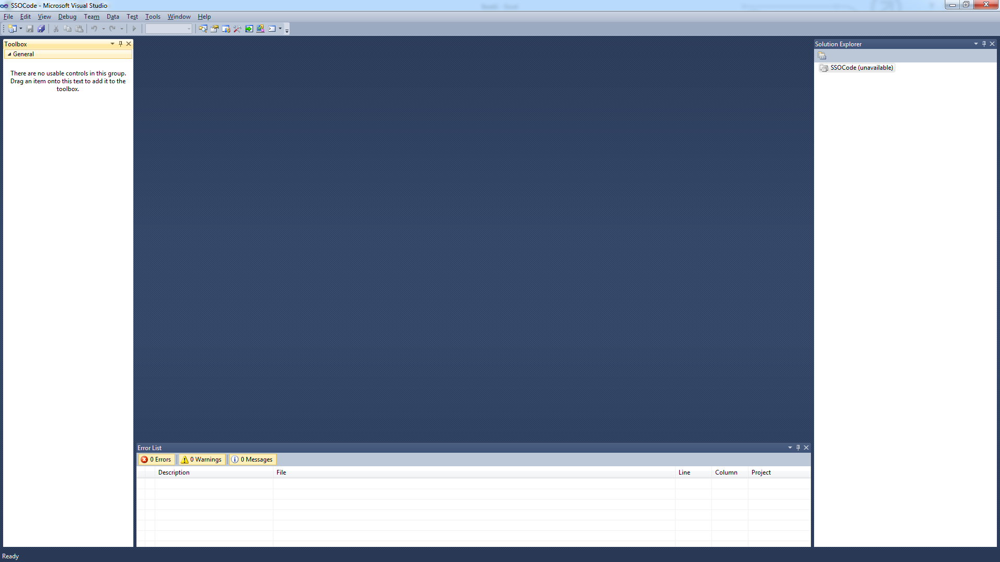 SSOCode - Microsoft Visual Studio
File Edit View Debug Team Data Test Tools Window Help
Toolbox
General
There are no usable controls in this group.
Drag an item onto this text to add it to the
toolbox.
Solution Explorer
SSOCode (unavailable)
Error List
0 Errors 0 Warnings 0 Messages
Description File Line Column Project
Ready